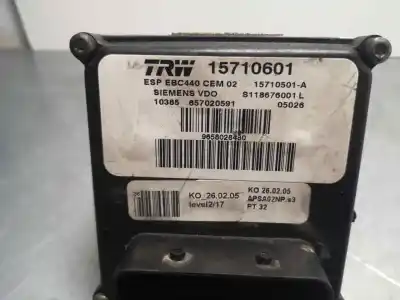 TRW 15710601
ESP EBC440 CEM 02 15710501-A
SIEMENS VDO S118676001 L
10385 657020591 05026
9658028480
KO 26.02.05
level2/17
KO 26.02.05
APSA02NP.s3
PT 32